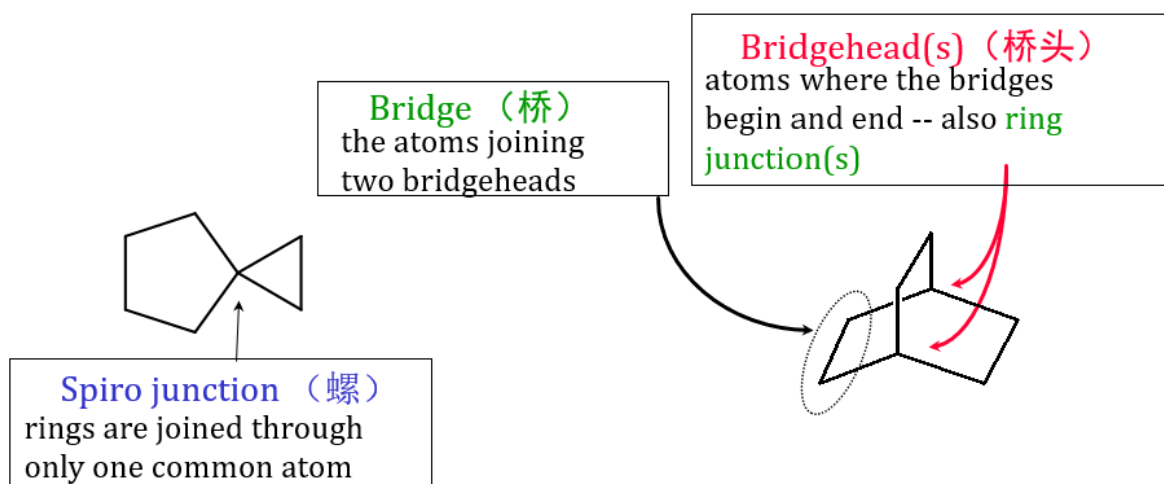 Bridgehead(s)（桥头）
atoms where the bridges
begin and end -- also ring
junction(s)
Bridge （桥）
the atoms joining
two bridgeheads
Spiro junction （螺）
rings are joined through
only one common atom